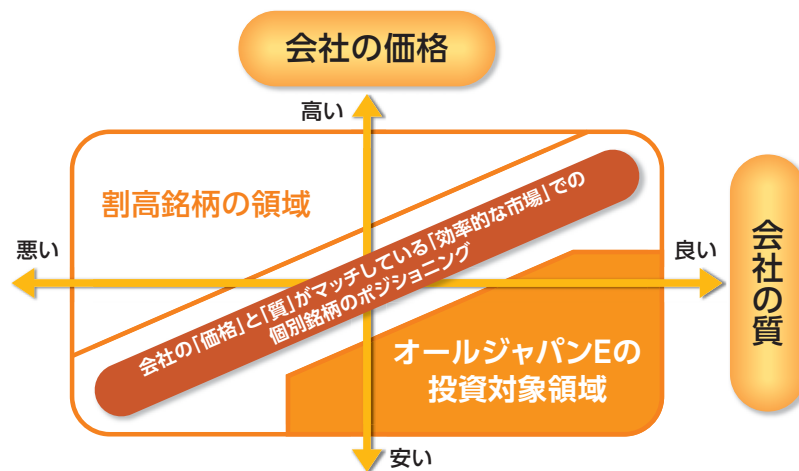 会社の価格
高い
割高銘柄の領域
悪い
会社の「価格」と「質」がマッチしている「効率的な市場」での
個別銘柄のポジショニング
良い
会社の質
オールジャパンEの
投資対象領域
安い